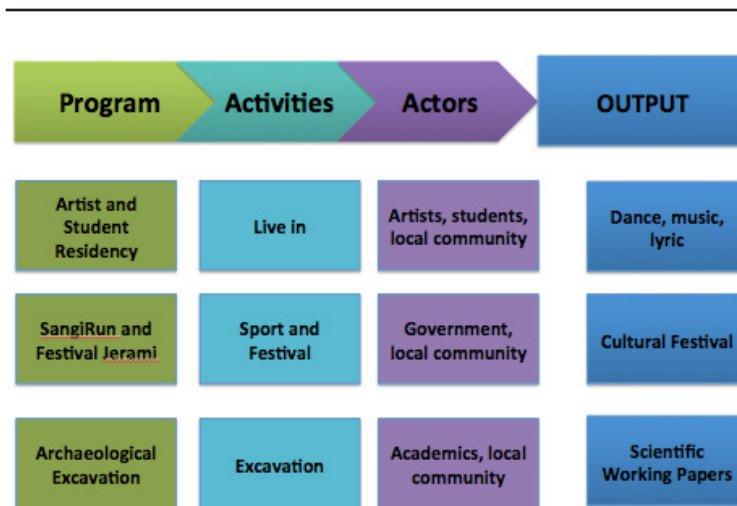 Program
Activities
Actors
OUTPUT
Artist and
Student
Residency
Live in
Artists, students,
local community
Dance, music,
lyric
SangiRun and
Festival Jerami
Sport and
Festival
Government,
local community
Cultural Festival
Archaeological
Excavation
Excavation
Academics, local
community
Scientific
Working Papers